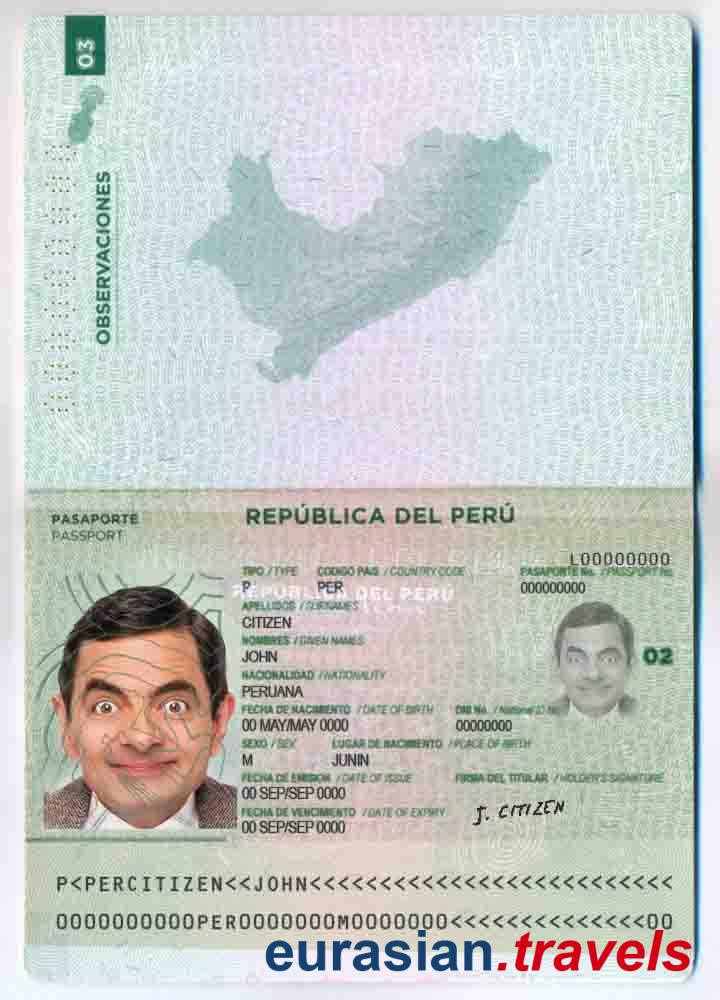 03
OBSERVACIONES
PASAPORTE
PASSPORT
REPÚBLICA DEL PERÚ
L00000000
TIPO / TYPE CODIGO PAIS / COUNTRY CODE PASAPORTE No. / PASSPORT No.
P PER 000000000
REPÚBLICA DEL PERÚ
APELLIDOS / SURNAMES
CITIZEN
NOMBRES / GIVEN NAMES
JOHN
02
NACIONALIDAD / NATIONALITY
PERUANA
FECHA DE NACIMIENTO / DATE OF BIRTH DNI No. / National ID No.
00 MAY/MAY 0000 00000000
SEXO / SEX LUGAR DE NACIMIENTO / PLACE OF BIRTH
M JUNIN
FECHA DE EMISION / DATE OF ISSUE FIRMA DEL TITULAR / HOLDER'S SIGNATURE
00 SEP/SEP 0000
FECHA DE VENCIMIENTO / DATE OF EXPIRY J. CITIZEN
00 SEP/SEP 0000
P<PERCITIZEN<<JOHN<<<<<<<<<<<<<<<<<<<<<<<<<<
0000000000PER0000000M0000000<<<<<<<<<<<<<<00
eurasian.travels